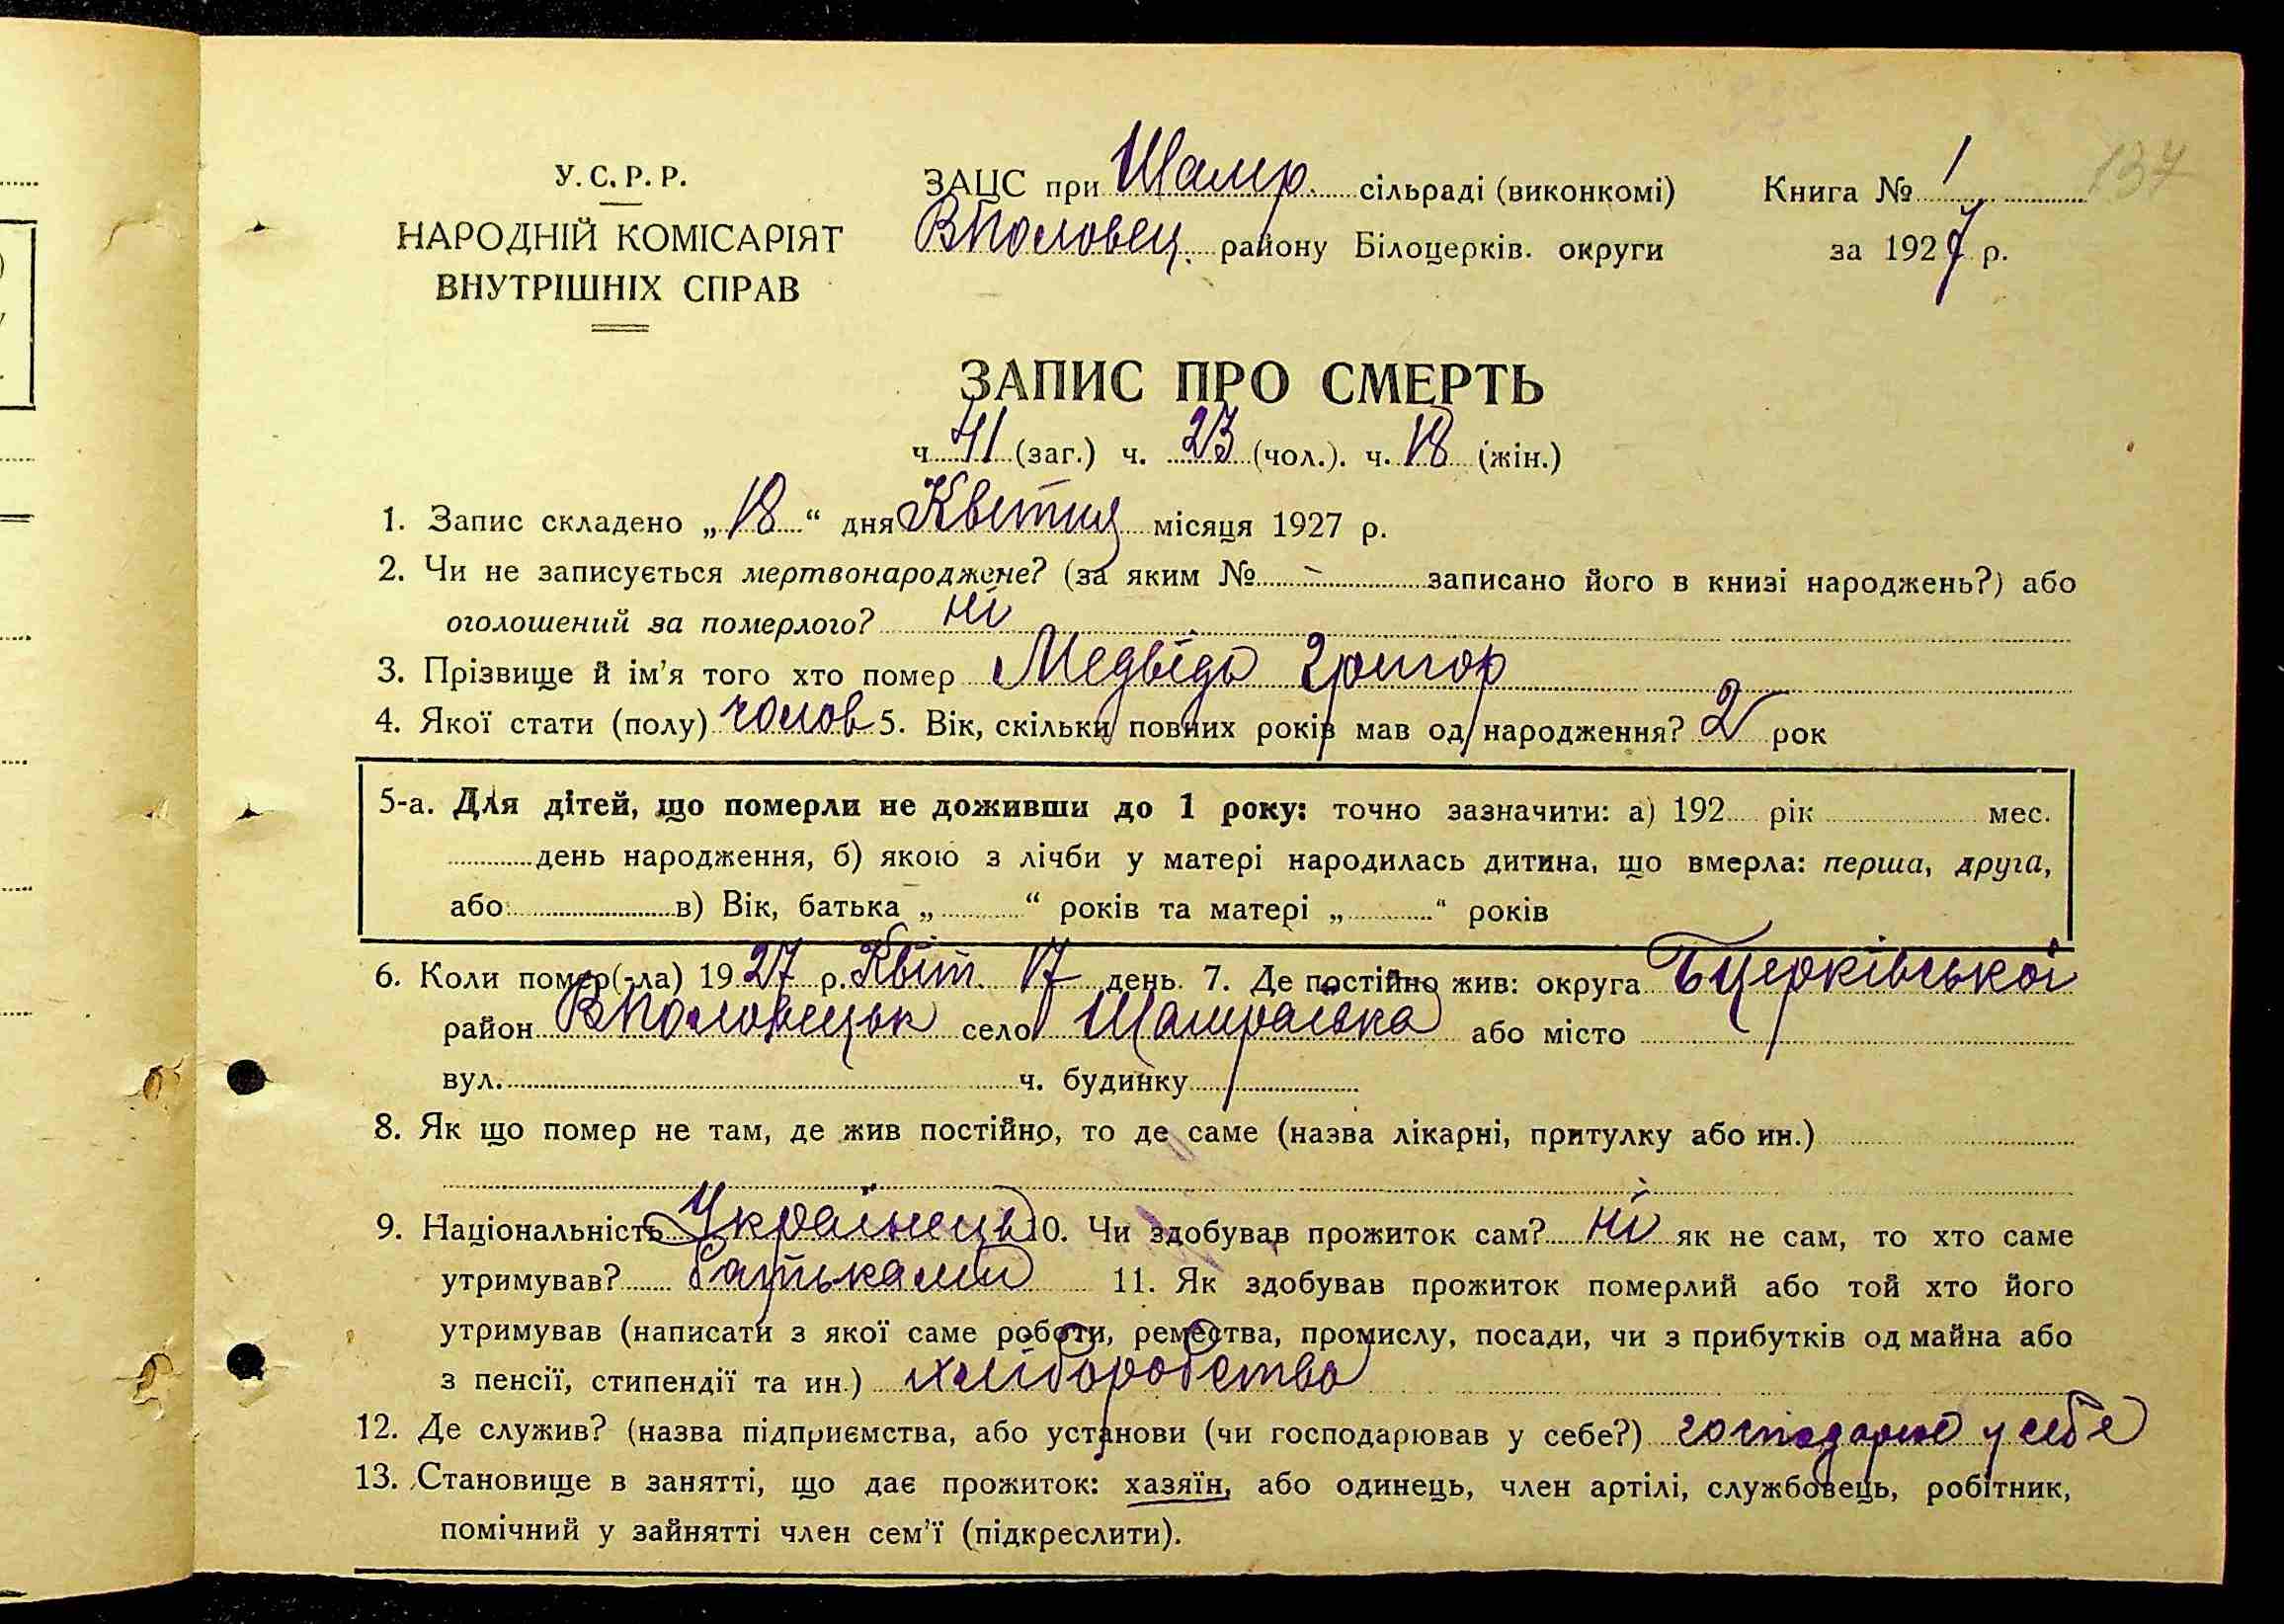 137
У. С. Р. Р.
НАРОДНІЙ КОМІСАРІЯТ
ВНУТРІШНІХ СПРАВ
ЗАЦС при Шамр. сільраді (виконкомі)
ВПоловец. району Білоцерків. округи
Книга № 1
за 1927 р.
ЗАПИС ПРО СМЕРТЬ
ч 41 (заг.) ч. 23 (чол.). ч. 18 (жін.)
1. Запис складено „18“ дня Квітня місяця 1927 р.
2. Чи не записується мертвонароджене? (за яким № - записано його в книзі народжень?) або
оголошений за померлого? ні
3. Прізвище й ім’я того хто помер Медвідь Григор
4. Якої стати (полу) чолов 5. Вік, скільки повних років мав од народження? 2 рок
5-а. Для дітей, що померли не доживши до 1 року: точно зазначити: а) 192 рік мес.
день народження, б) якою з лічби у матері народилась дитина, що вмерла: перша, друга,
або в) Вік, батька „ “ років та матері „ “ років
6. Коли помер(-ла) 1927 р. Квіт. 17 день. 7. Де постійно жив: округа Бцерківської
район ВПоловецьк село Шамраївка або місто
вул. ч. будинку
8. Як що помер не там, де жив постійно, то де саме (назва лікарні, притулку або ин.)
9. Національність Українець 10. Чи здобував прожиток сам? ні як не сам, то хто саме
утримував? Батьками 11. Як здобував прожиток померлий або той хто його
утримував (написати з якої саме роботи, ремества, промислу, посади, чи з прибутків од майна або
з пенсії, стипендії та ин.) хліборобство
12. Де служив? (назва підприємства, або установи (чи господарював у себе?) господарює у себе
13. Становище в занятті, що дає прожиток: хазяїн, або одинець, член артілі, службовець, робітник,
помічний у зайнятті член сем’ї (підкреслити).